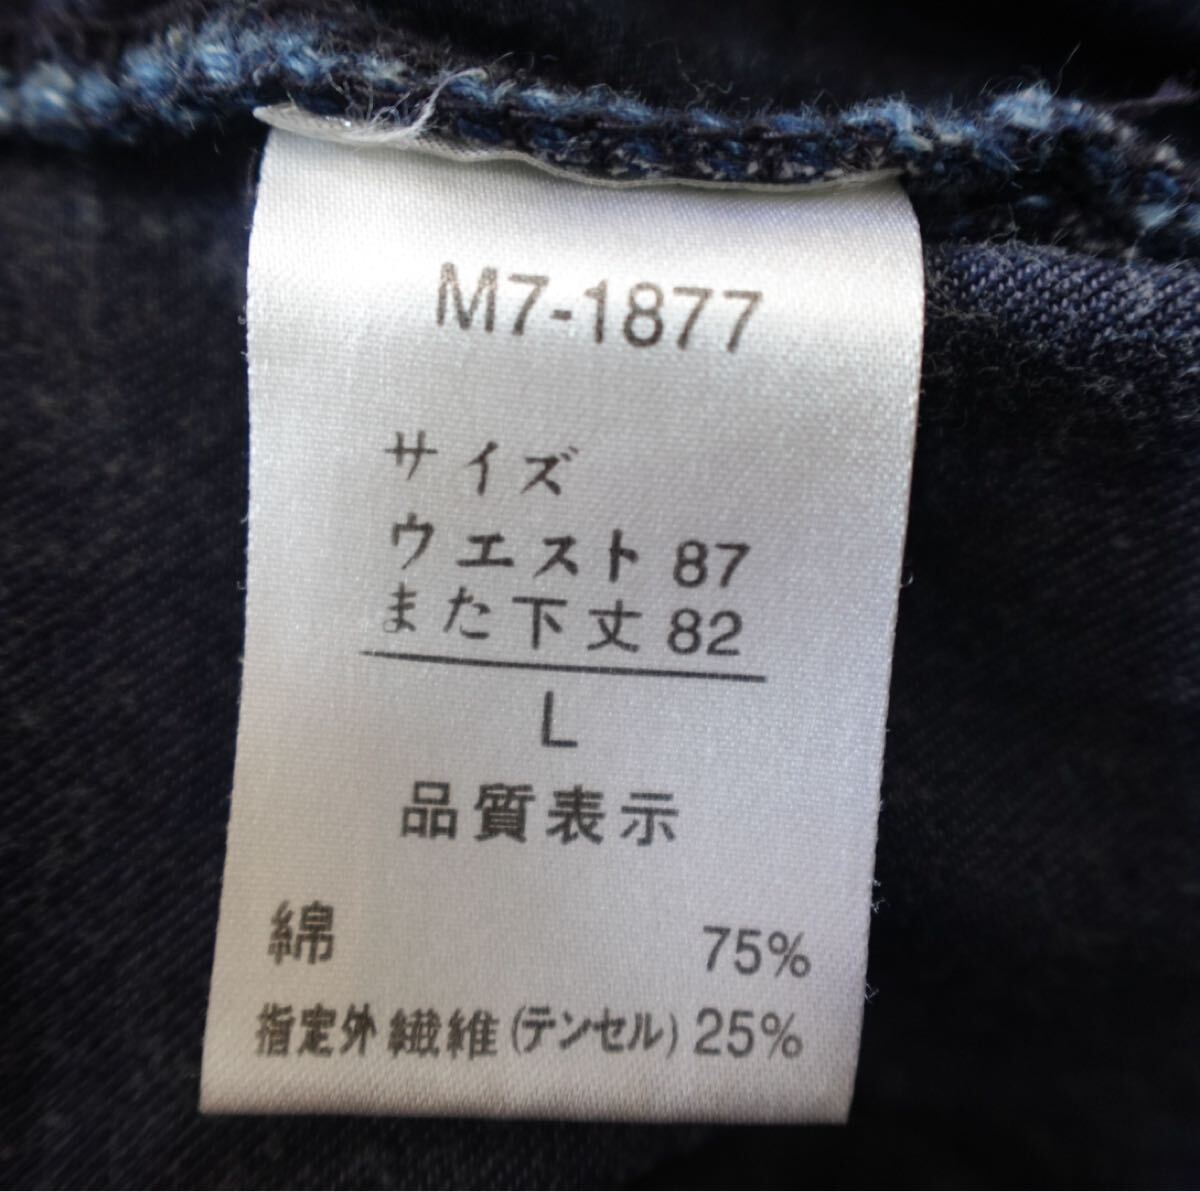 M7-1877
サイズ
ウエスト 87
また下丈 82
L
品質表示
綿 75%
指定外繊維(テンセル) 25%